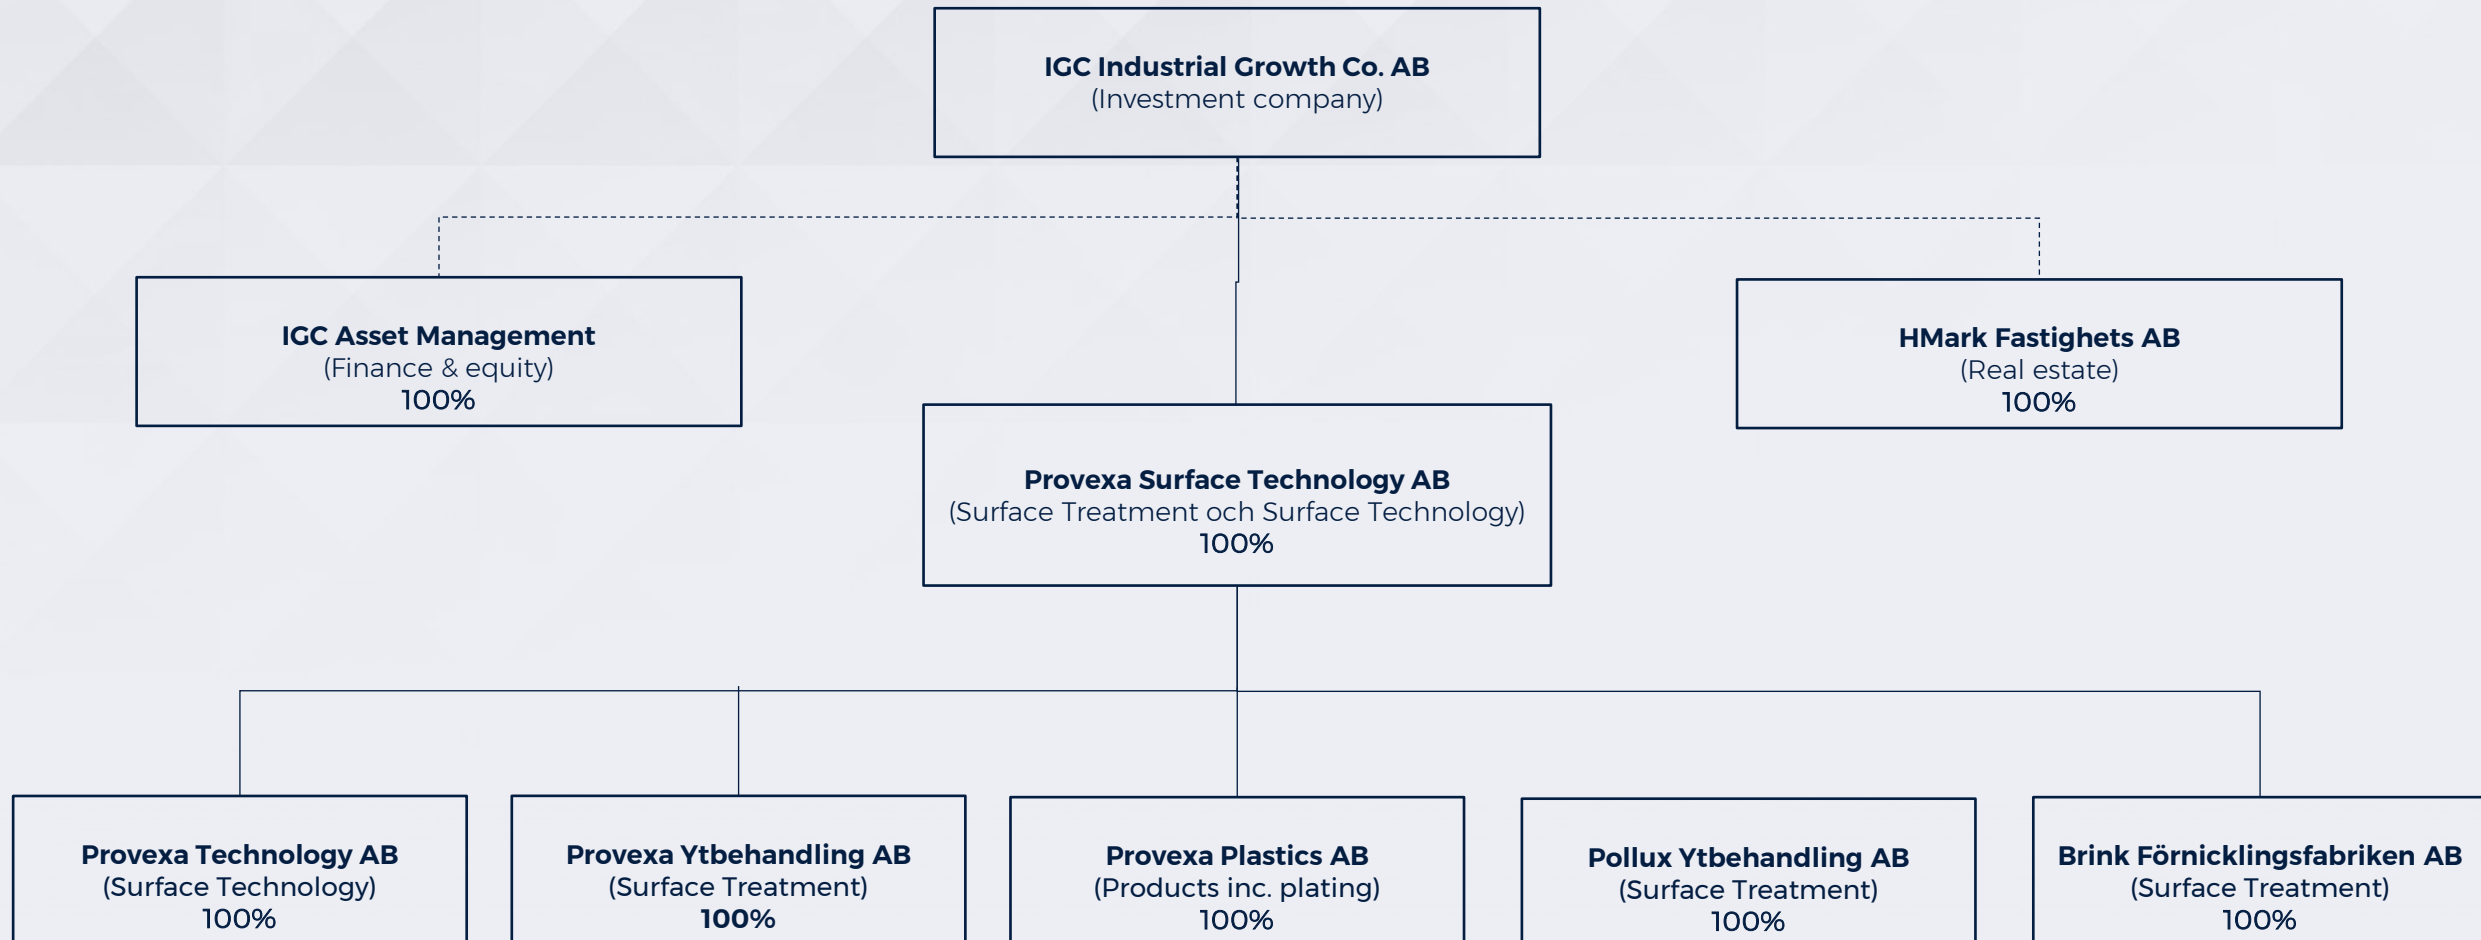 IGC Industrial Growth Co. AB
(Investment company)
IGC Asset Management
(Finance & equity)
100%
HMark Fastighets AB
(Real estate)
100%
Provexa Surface Technology AB
(Surface Treatment och Surface Technology)
100%
Provexa Technology AB
(Surface Technology)
100%
Provexa Ytbehandling AB
(Surface Treatment)
100%
Provexa Plastics AB
(Products inc. plating)
100%
Pollux Ytbehandling AB
(Surface Treatment)
100%
Brink Förnicklingsfabriken AB
(Surface Treatment)
100%